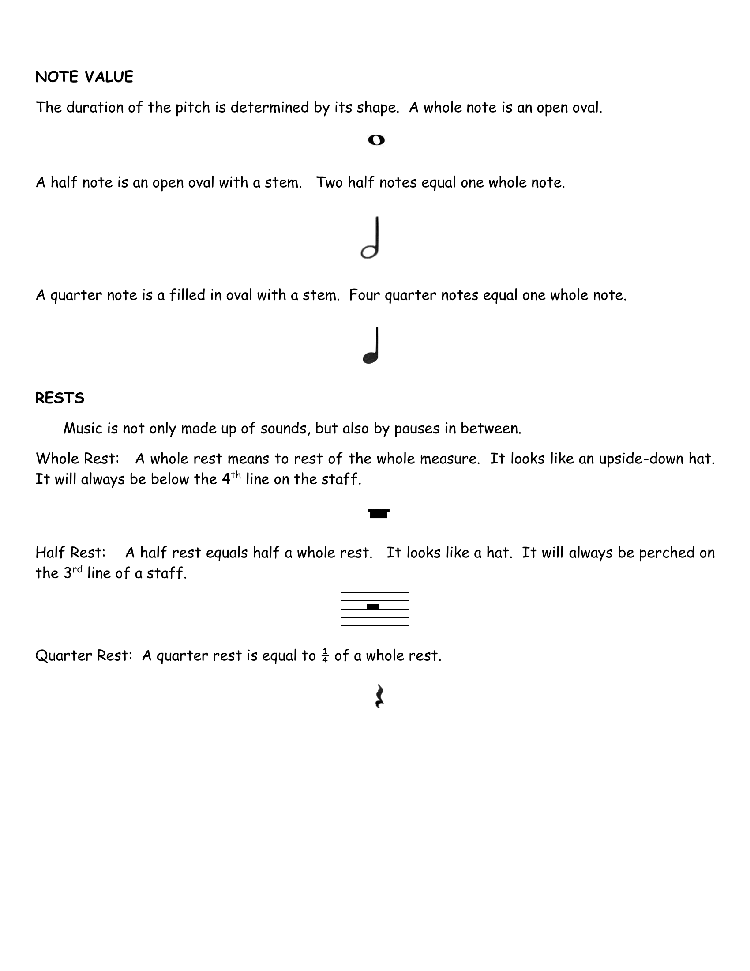 NOTE VALUE
The duration of the pitch is determined by its shape.  A whole note is an open oval.
A half note is an open oval with a stem.   Two half notes equal one whole note.
A quarter note is a filled in oval with a stem.  Four quarter notes equal one whole note.
RESTS
Music is not only made up of sounds, but also by pauses in between.
Whole Rest:   A whole rest means to rest of the whole measure.  It looks like an upside-down hat.
It will always be below the 4th line on the staff.
Half Rest:    A half rest equals half a whole rest.   It looks like a hat.  It will always be perched on
the 3rd line of a staff.
Quarter Rest:  A quarter rest is equal to ¼ of a whole rest.